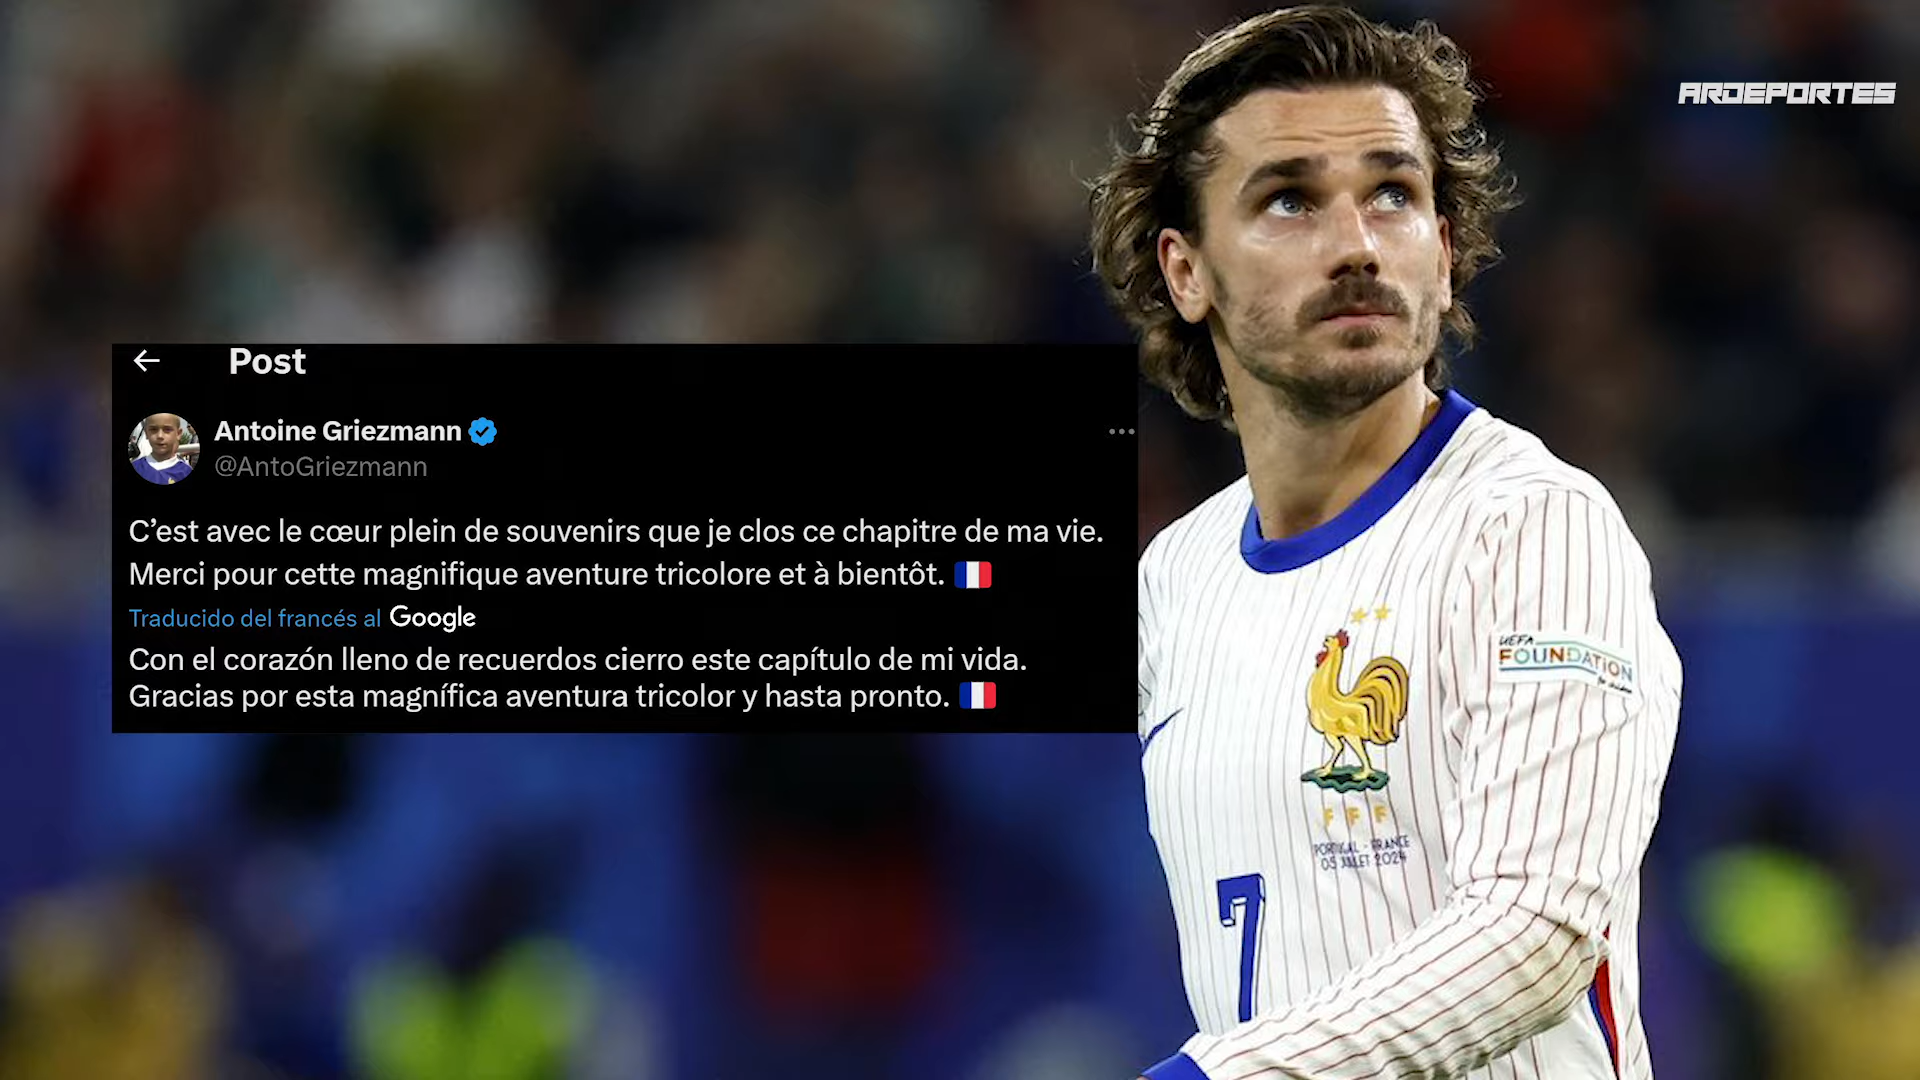 ARDEPORTES
Post
Antoine Griezmann
@AntoGriezmann
C’est avec le cœur plein de souvenirs que je clos ce chapitre de ma vie.
Merci pour cette magnifique aventure tricolore et à bientôt. 🇫🇷
Traducido del francés al Google
Con el corazón lleno de recuerdos cierro este capítulo de mi vida.
Gracias por esta magnífica aventura tricolor y hasta pronto. 🇫🇷
UEFA
FOUNDATION
FFF
PORTUGAL - FRANCE
05 JUILLET 2024
7